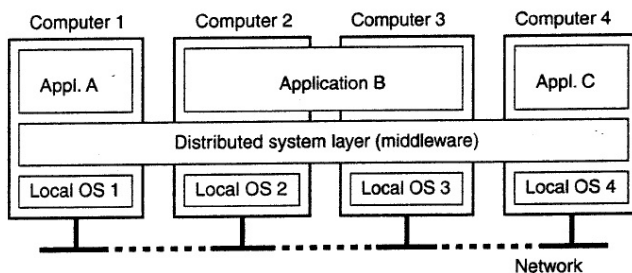 Computer 1 Computer 2 Computer 3 Computer 4
Appl. A Application B Appl. C
Distributed system layer (middleware)
Local OS 1 Local OS 2 Local OS 3 Local OS 4
Network